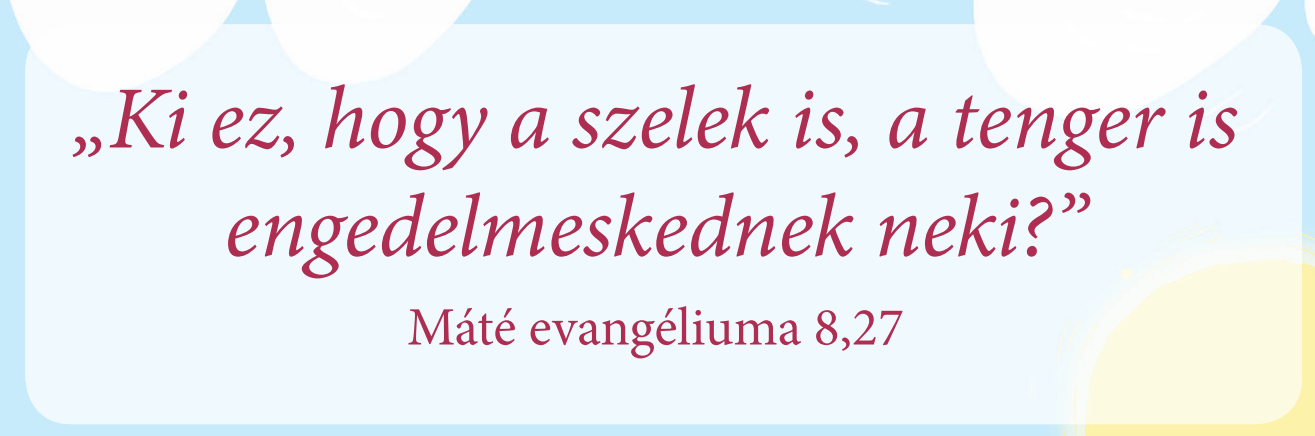 „Ki ez, hogy a szelek is, a tenger is
engedelmeskednek neki?”
Máté evangéliuma 8,27